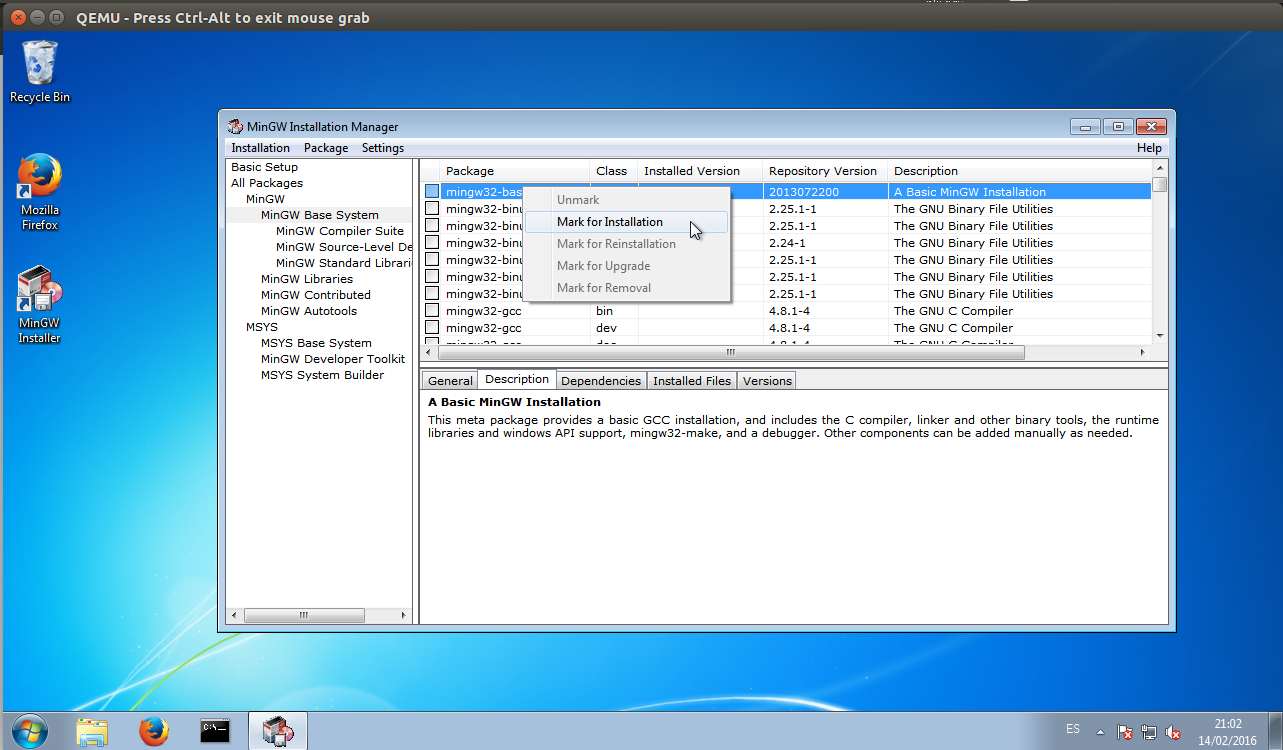 QEMU - Press Ctrl-Alt to exit mouse grab
Recycle Bin
Mozilla
Firefox
MinGW
Installer
MinGW Installation Manager
Installation Package Settings Help
Basic Setup
All Packages
MinGW
MinGW Base System
MinGW Compiler Suite
MinGW Source-Level De
MinGW Standard Librari
MinGW Libraries
MinGW Contributed
MinGW Autotools
MSYS
MSYS Base System
MinGW Developer Toolkit
MSYS System Builder
Package Class Installed Version Repository Version Description
mingw32-bas 2013072200 A Basic MinGW Installation
mingw32-binu 2.25.1-1 The GNU Binary File Utilities
mingw32-binu 2.25.1-1 The GNU Binary File Utilities
mingw32-binu 2.24-1 The GNU Binary File Utilities
mingw32-binu 2.25.1-1 The GNU Binary File Utilities
mingw32-binu 2.25.1-1 The GNU Binary File Utilities
mingw32-binu 2.25.1-1 The GNU Binary File Utilities
mingw32-gcc bin 4.8.1-4 The GNU C Compiler
mingw32-gcc dev 4.8.1-4 The GNU C Compiler
Unmark
Mark for Installation
Mark for Reinstallation
Mark for Upgrade
Mark for Removal
General Description Dependencies Installed Files Versions
A Basic MinGW Installation
This meta package provides a basic GCC installation, and includes the C compiler, linker and other binary tools, the runtime
libraries and windows API support, mingw32-make, and a debugger. Other components can be added manually as needed.
C:\_
ES
21:02
14/02/2016